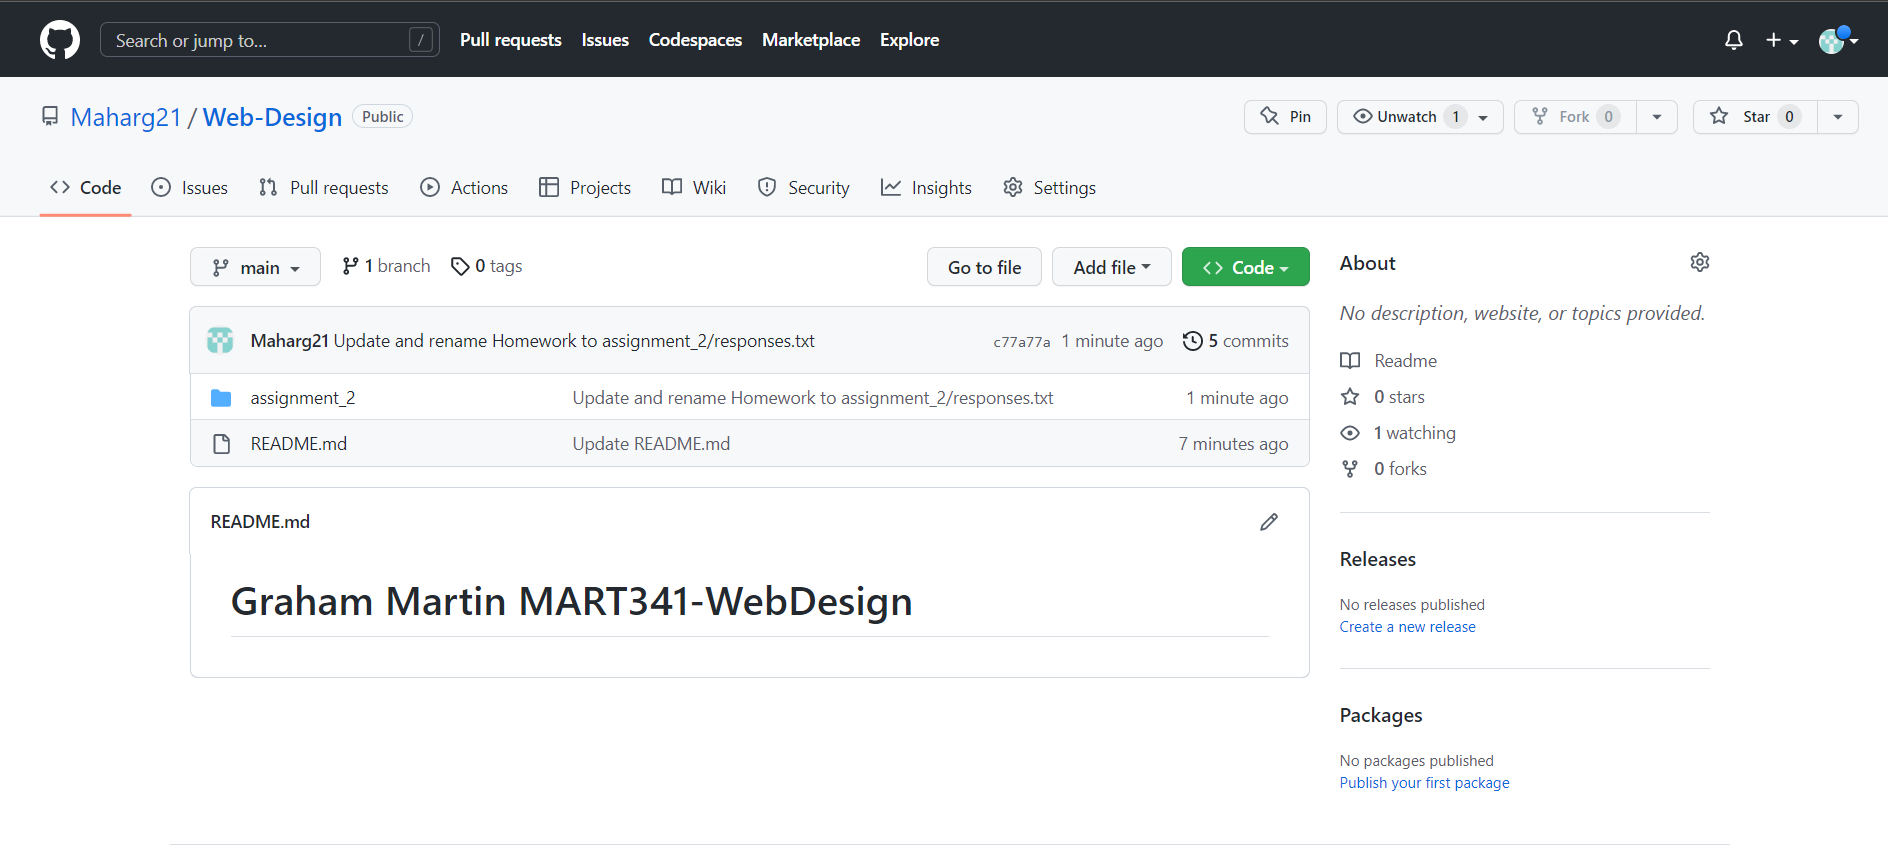 Search or jump to... /
Pull requests Issues Codespaces Marketplace Explore
Maharg21 / Web-Design Public
Pin Unwatch 1 Fork 0 Star 0
Code Issues Pull requests Actions Projects Wiki Security Insights Settings
main 1 branch 0 tags Go to file Add file Code
Maharg21 Update and rename Homework to assignment_2/responses.txt c77a77a 1 minute ago 5 commits
assignment_2 Update and rename Homework to assignment_2/responses.txt 1 minute ago
README.md Update README.md 7 minutes ago
README.md
Graham Martin MART341-WebDesign
About
No description, website, or topics provided.
Readme
0 stars
1 watching
0 forks
Releases
No releases published
Create a new release
Packages
No packages published
Publish your first package